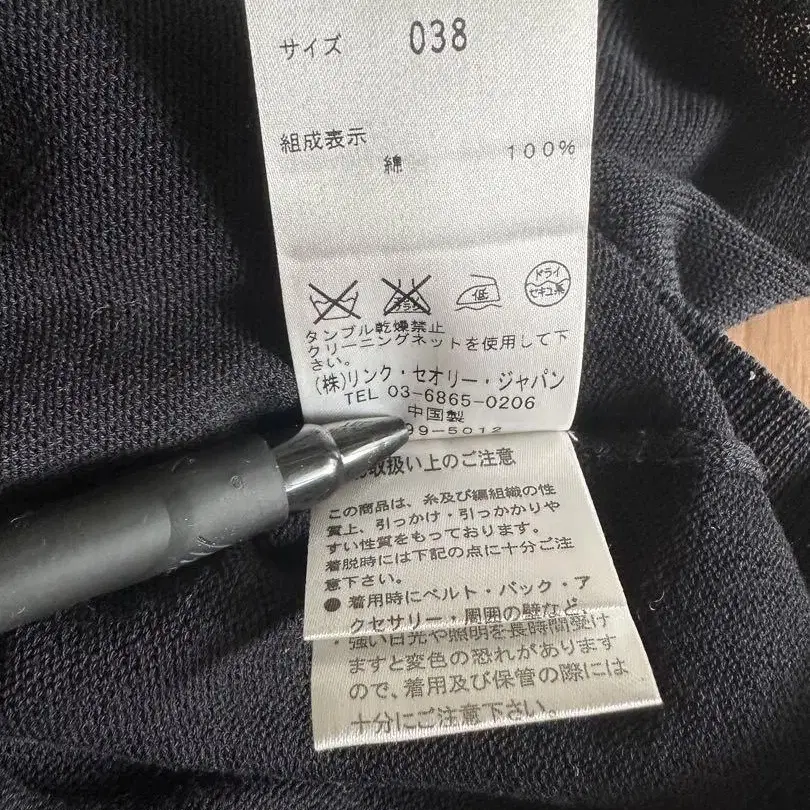 サイズ 038
組成表示
綿 100%
低 ドライ セキユ系
タンブル乾燥禁止
クリーニングネットを使用して下
さい。
(株)リンク・セオリー・ジャパン
TEL 03-6865-0206
中国製
99-5012
取扱い上のご注意
この商品は、糸及び編組織の性
質上、引っかけ・引っかかりや
すい性質をもっております。
着脱時には下記の点に十分ご注
意下さい。
●着用時にベルト・バック・ア
クセサリー・周囲の壁など、
・強い日光や照明を長時間受け
ますと変色の恐れがあります
ので、着用及び保管の際には
十分にご注意下さい。